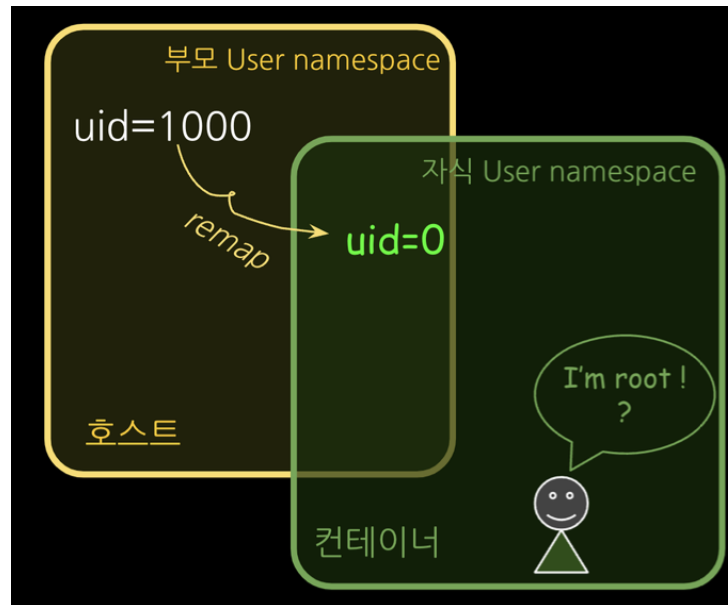 부모 User namespace
uid=1000
자식 User namespace
remap
uid=0
I'm root !
?
호스트
컨테이너